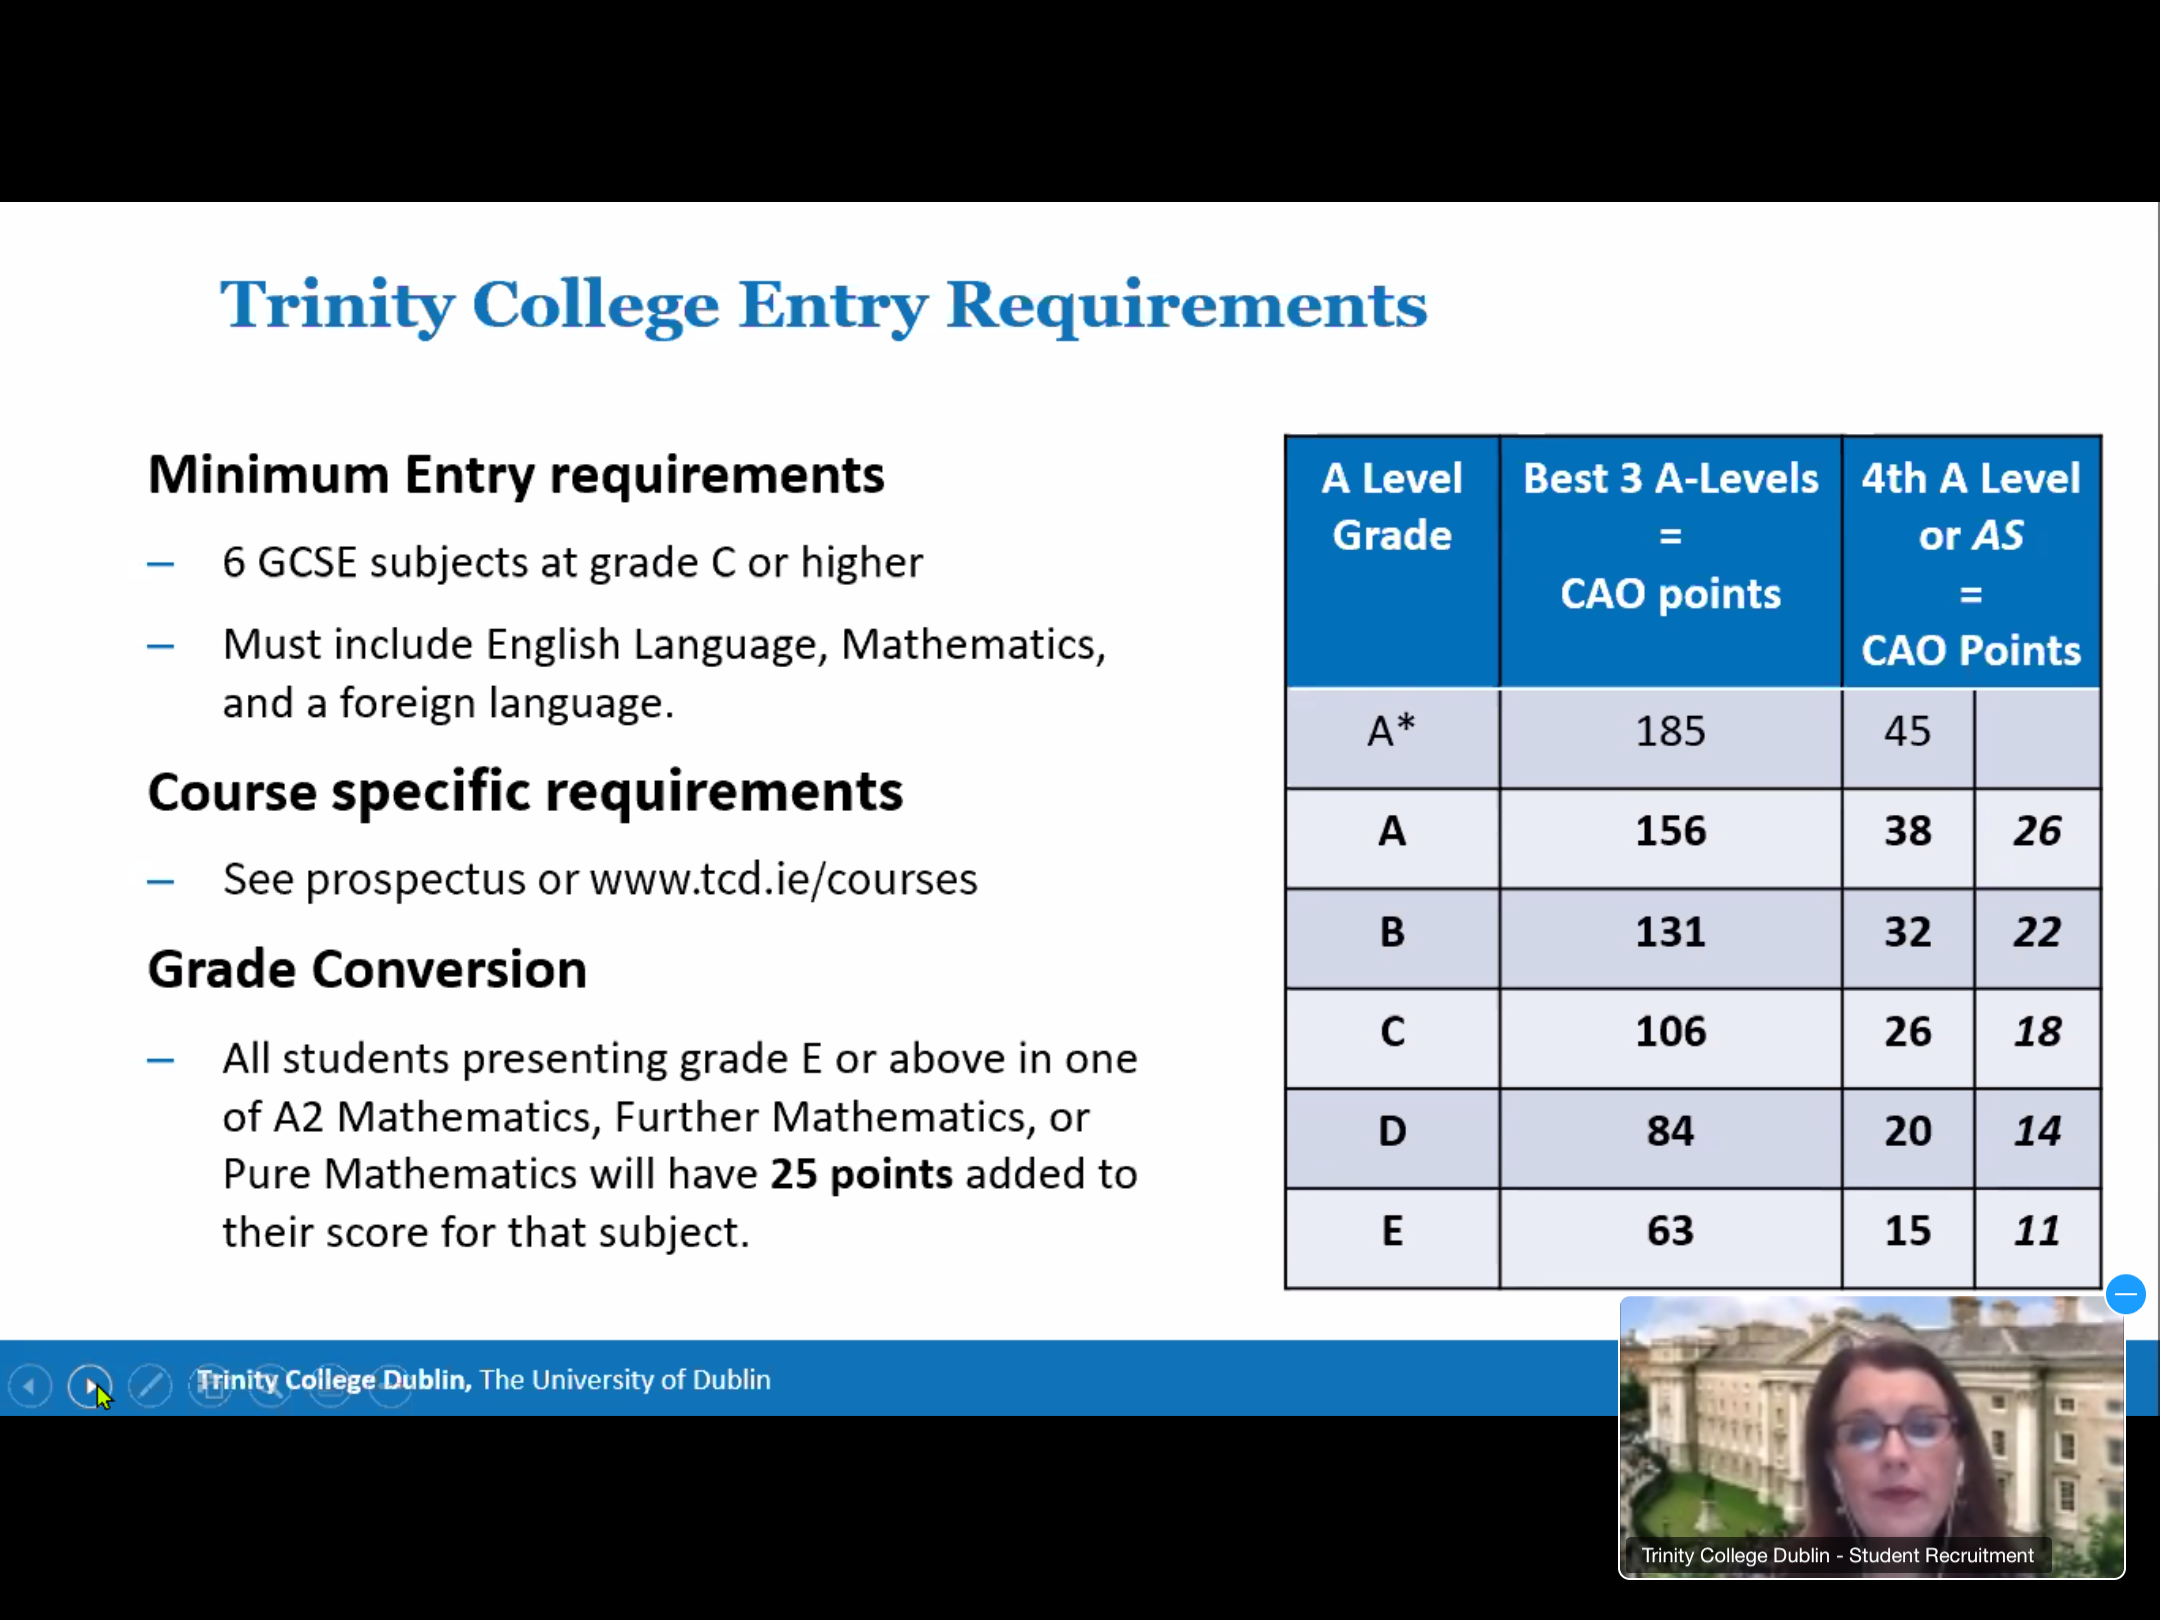 Trinity College Entry Requirements
Minimum Entry requirements
– 6 GCSE subjects at grade C or higher
– Must include English Language, Mathematics,
and a foreign language.
Course specific requirements
– See prospectus or www.tcd.ie/courses
Grade Conversion
– All students presenting grade E or above in one
of A2 Mathematics, Further Mathematics, or
Pure Mathematics will have 25 points added to
their score for that subject.
A Level Best 3 A-Levels 4th A Level
Grade = or AS
CAO points =
CAO Points
A* 185 45
A 156 38 26
B 131 32 22
C 106 26 18
D 84 20 14
E 63 15 11
Trinity College Dublin, The University of Dublin
Trinity College Dublin - Student Recruitment